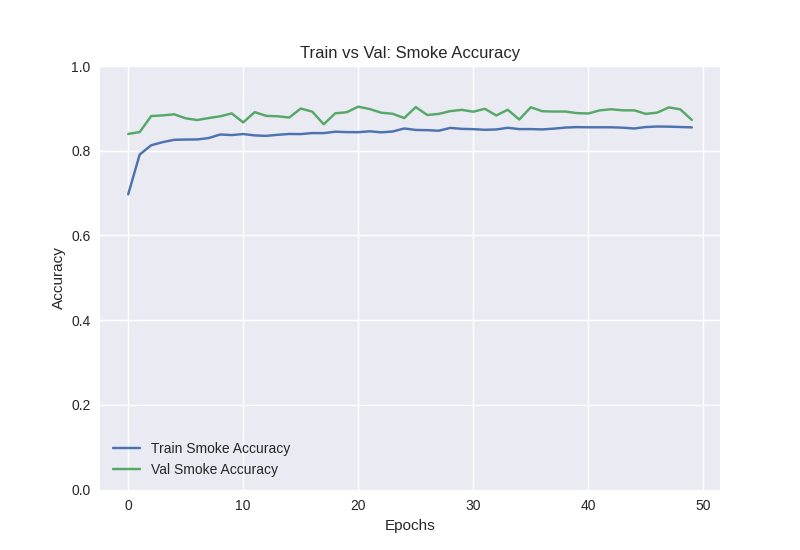 Train vs Val: Smoke Accuracy
1.0
0.8
0.6
0.4
0.2
0.0
Accuracy
Train Smoke Accuracy
Val Smoke Accuracy
0 10 20 30 40 50
Epochs